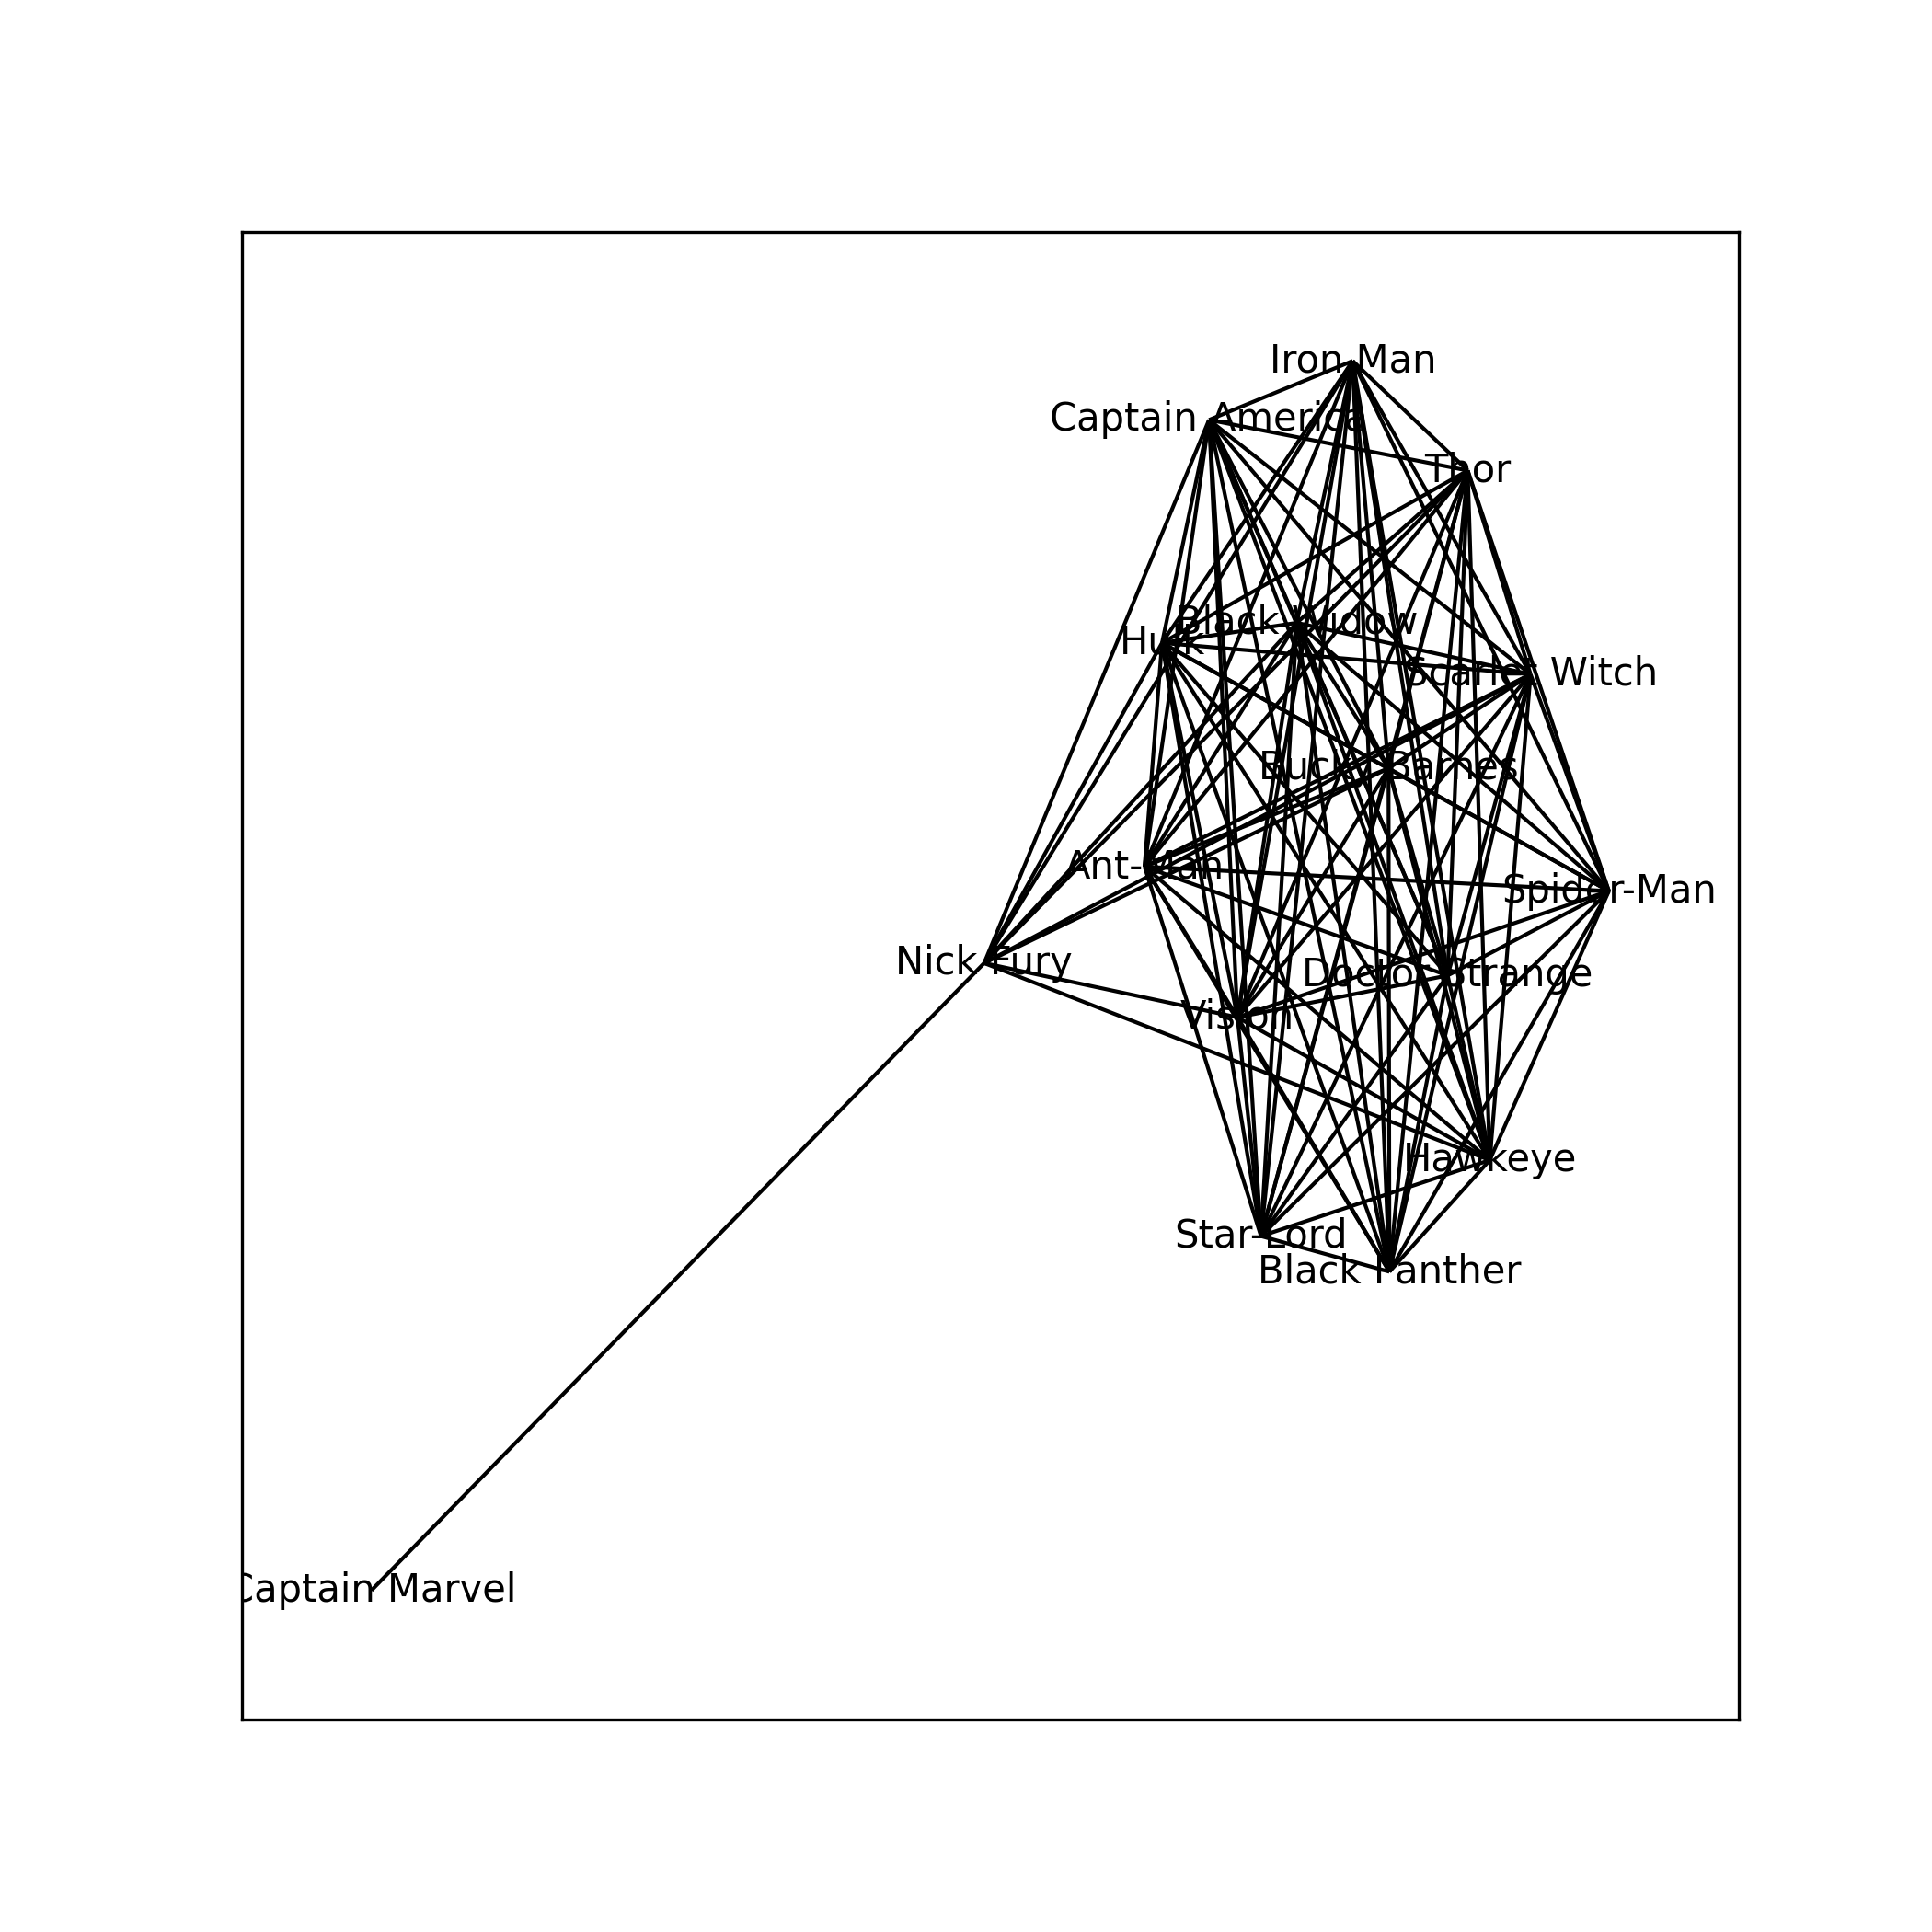 Iron Man
Captain America
Thor
Black Widow
Hulk
Scarlet Witch
Bucky Barnes
Ant-Man
Spider-Man
Nick Fury
Doctor Strange
Vision
Hawkeye
Star-Lord
Black Panther
Captain Marvel